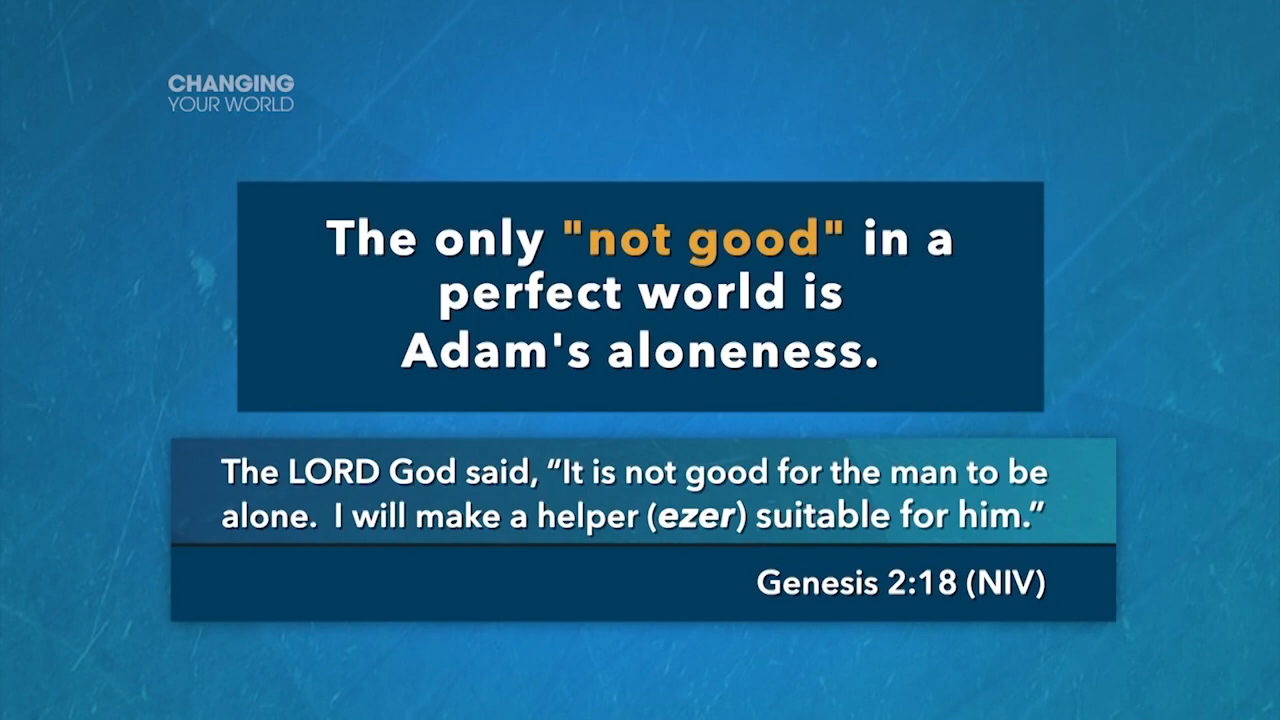 CHANGING
YOUR WORLD
The only "not good" in a
perfect world is
Adam's aloneness.
The LORD God said, “It is not good for the man to be
alone.  I will make a helper (ezer) suitable for him.”
Genesis 2:18 (NIV)